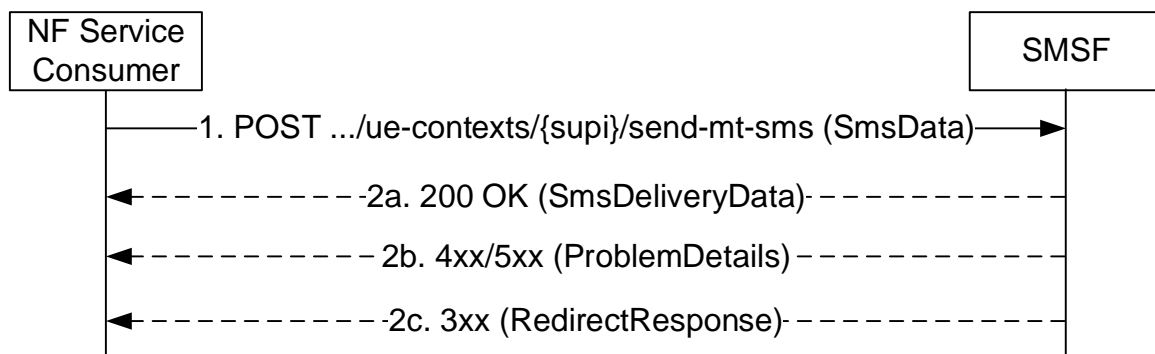 NF Service
Consumer
SMSF
1. POST .../ue-contexts/{supi}/send-mt-sms (SmsData)
2a. 200 OK (SmsDeliveryData)
2b. 4xx/5xx (ProblemDetails)
2c. 3xx (RedirectResponse)